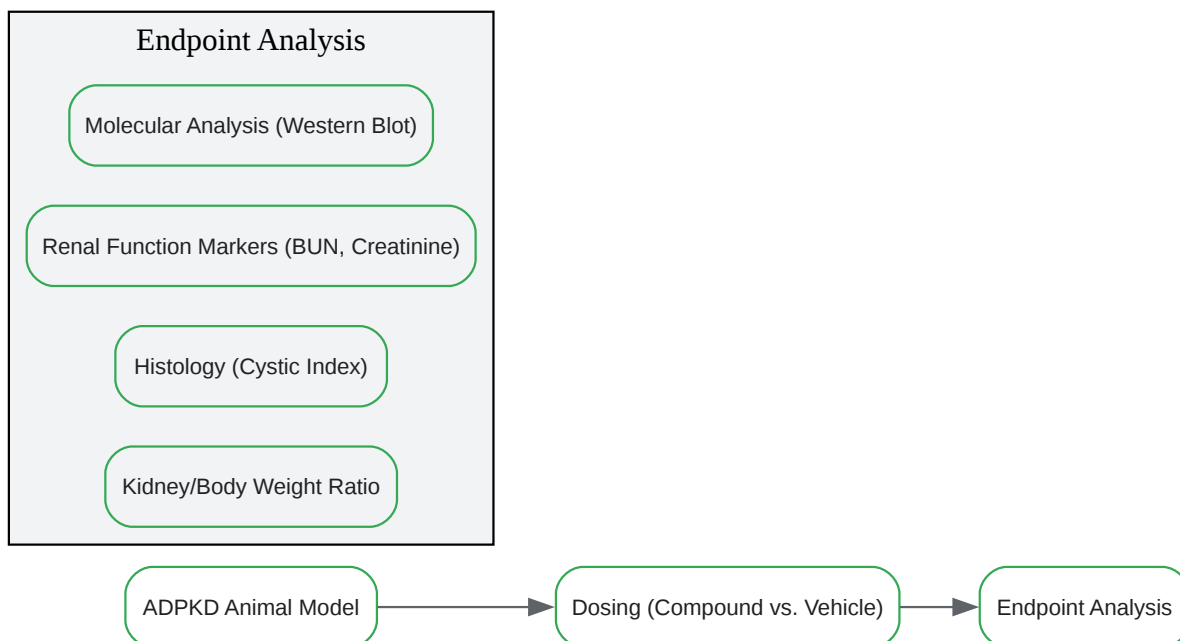 Endpoint Analysis
Molecular Analysis (Western Blot)
Renal Function Markers (BUN, Creatinine)
Histology (Cystic Index)
Kidney/Body Weight Ratio
ADPKD Animal Model
Dosing (Compound vs. Vehicle)
Endpoint Analysis